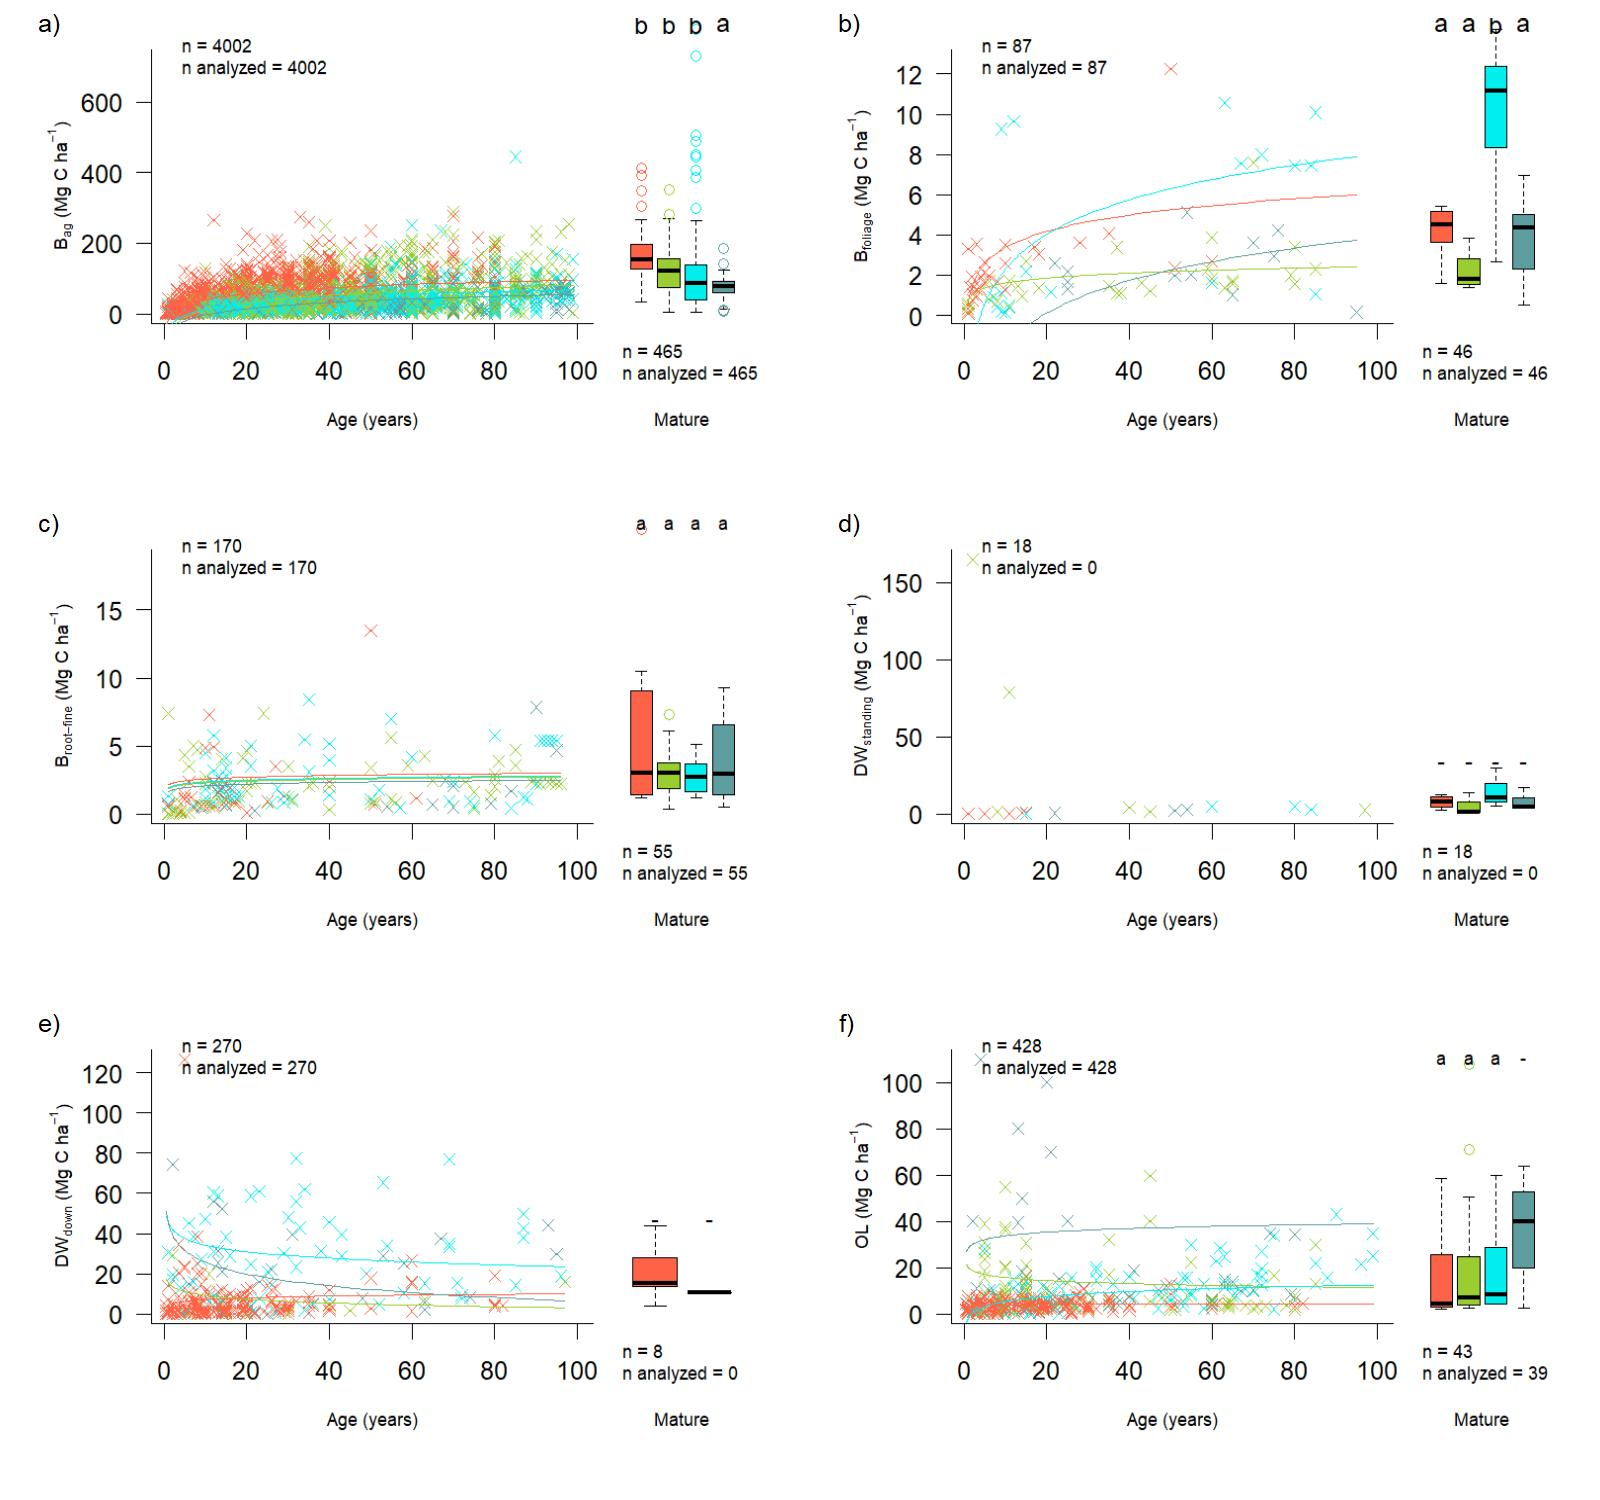 a)
n = 4002
n analyzed = 4002
b b b a
B ag (Mg C ha−1)
600
400
200
0
0 20 40 60 80 100
Age (years)
n = 465
n analyzed = 465
Mature
b)
n = 87
n analyzed = 87
a a b a
B foliage (Mg C ha−1)
12
10
8
6
4
2
0
0 20 40 60 80 100
Age (years)
n = 46
n analyzed = 46
Mature
c)
n = 170
n analyzed = 170
a a a a
B root−fine (Mg C ha−1)
15
10
5
0
0 20 40 60 80 100
Age (years)
n = 55
n analyzed = 55
Mature
d)
n = 18
n analyzed = 0
- - - -
DW standing (Mg C ha−1)
150
100
50
0
0 20 40 60 80 100
Age (years)
n = 18
n analyzed = 0
Mature
e)
n = 270
n analyzed = 270
- -
DW down (Mg C ha−1)
120
100
80
60
40
20
0
0 20 40 60 80 100
Age (years)
n = 8
n analyzed = 0
Mature
f)
n = 428
n analyzed = 428
a a a -
OL (Mg C ha−1)
100
80
60
40
20
0
0 20 40 60 80 100
Age (years)
n = 43
n analyzed = 39
Mature